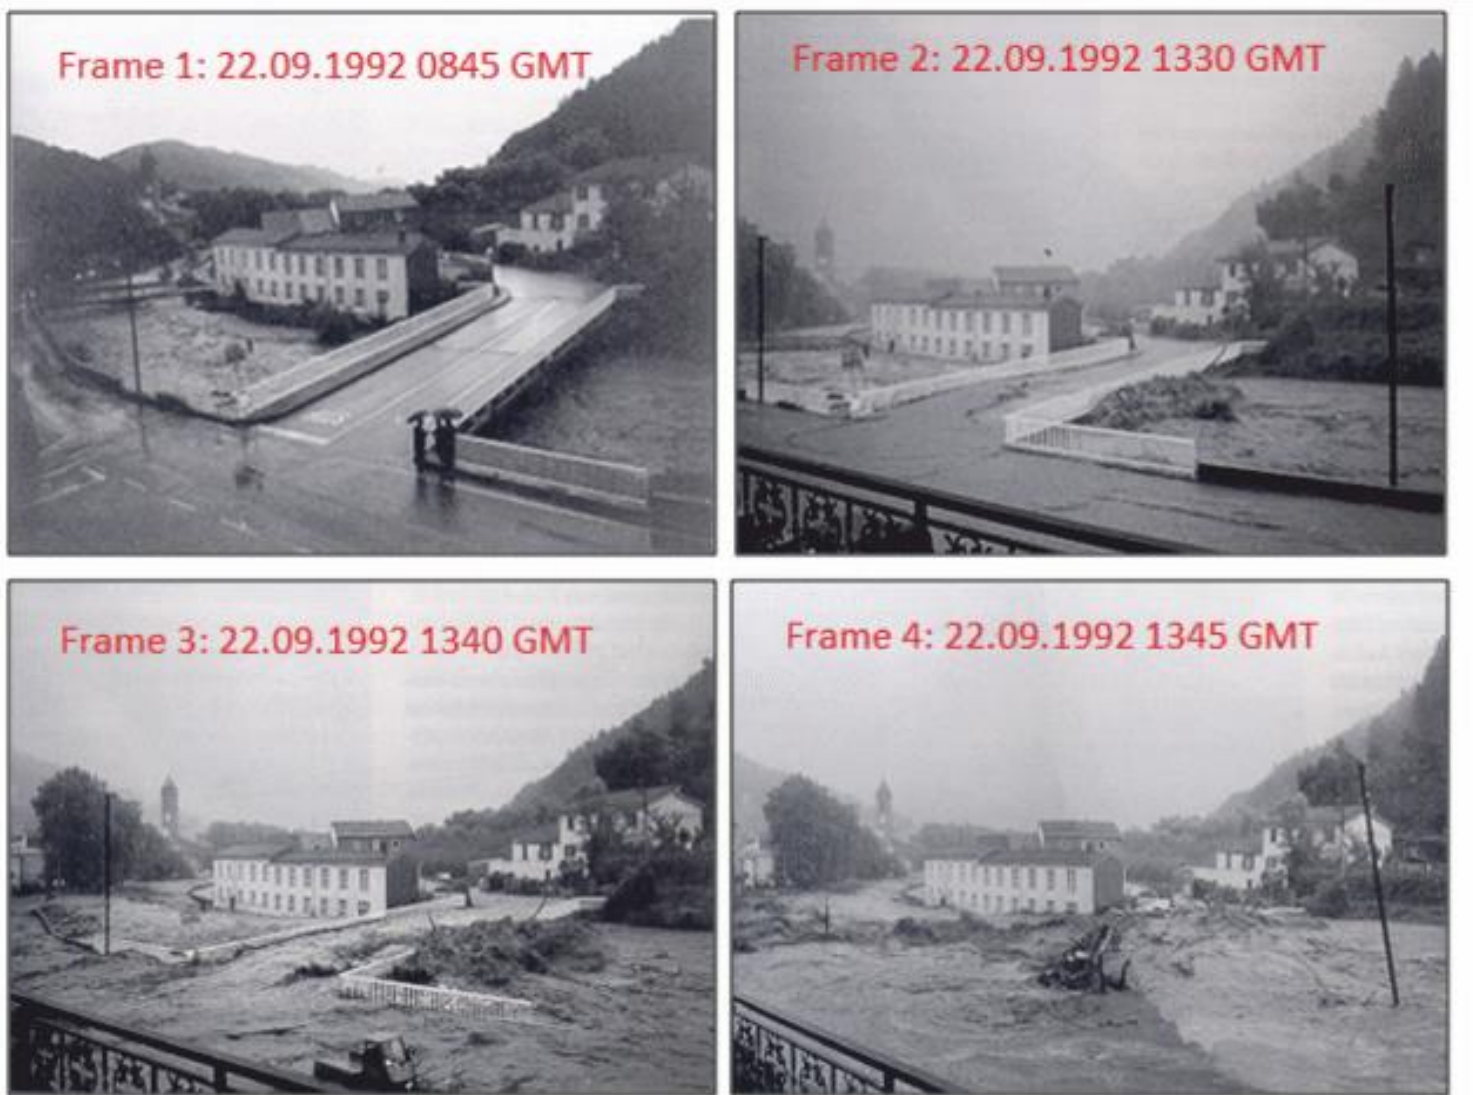 Frame 1: 22.09.1992 0845 GMT
Frame 2: 22.09.1992 1330 GMT
Frame 3: 22.09.1992 1340 GMT
Frame 4: 22.09.1992 1345 GMT